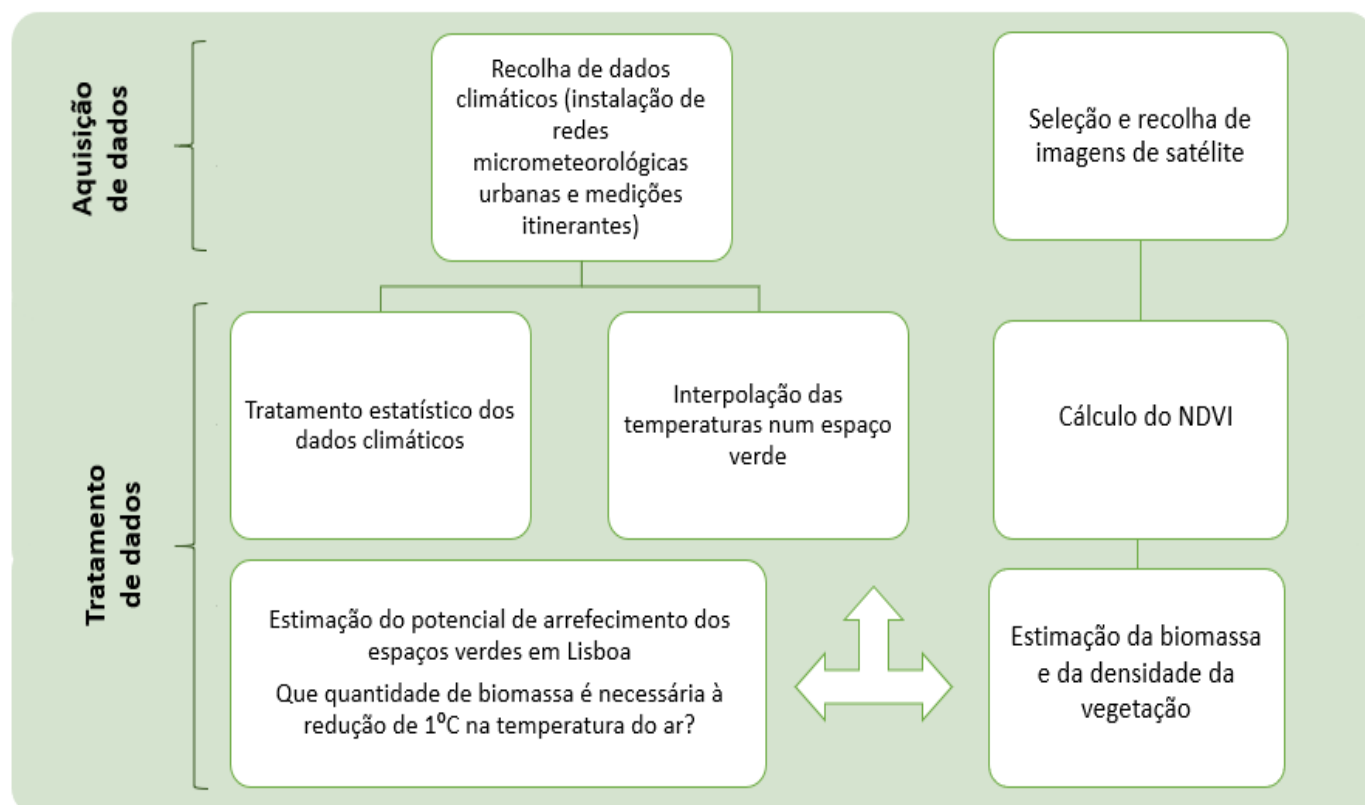 Aquisição
de dados
Recolha de dados
climáticos (instalação de
redes
micrometeorológicas
urbanas e medições
itinerantes)
Seleção e recolha de
imagens de satélite
Tratamento
de dados
Tratamento estatístico dos
dados climáticos
Interpolação das
temperaturas num espaço
verde
Cálculo do NDVI
Estimação do potencial de arrefecimento dos
espaços verdes em Lisboa
Que quantidade de biomassa é necessária à
redução de 1⁰C na temperatura do ar?
Estimação da biomassa
e da densidade da
vegetação